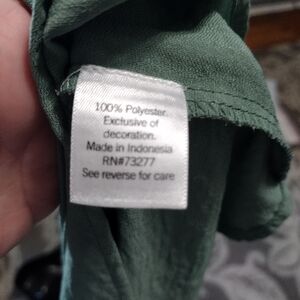 100% Polyester
Exclusive of
decoration.
Made in Indonesia
RN#73277
See reverse for care